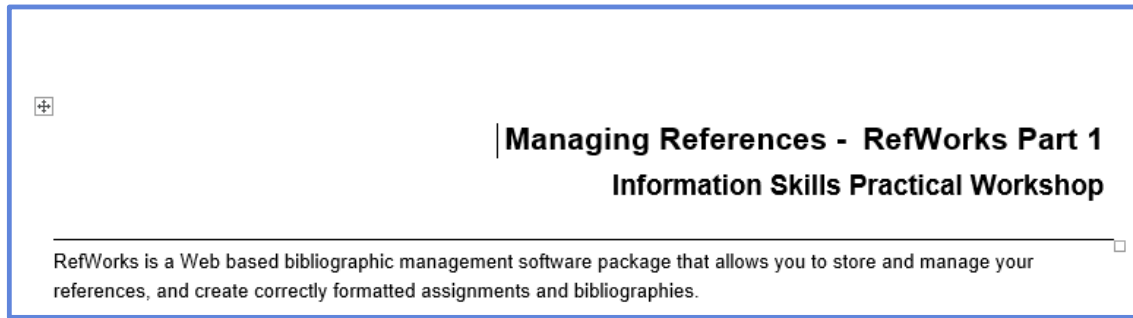 Managing References - RefWorks Part 1
Information Skills Practical Workshop
RefWorks is a Web based bibliographic management software package that allows you to store and manage your
references, and create correctly formatted assignments and bibliographies.